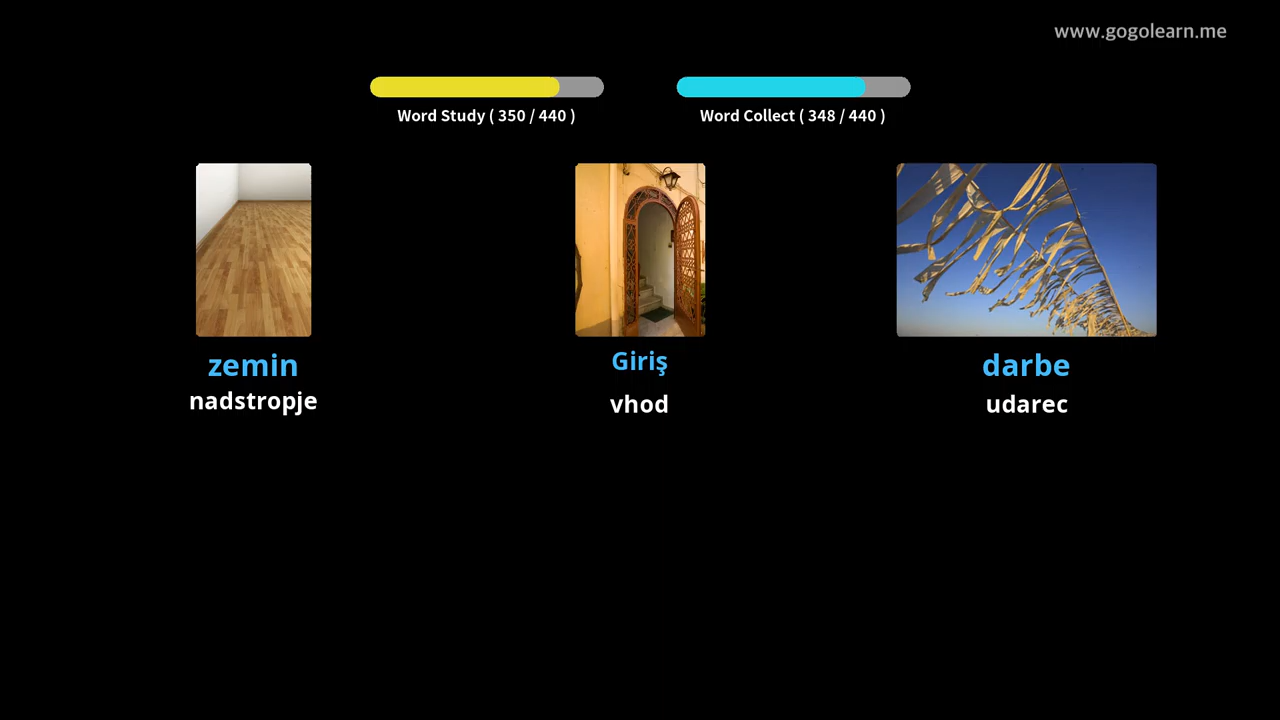 www.gogolearn.me
Word Study ( 350 / 440 )
Word Collect ( 348 / 440 )
zemin
nadstropje
Giriş
vhod
darbe
udarec